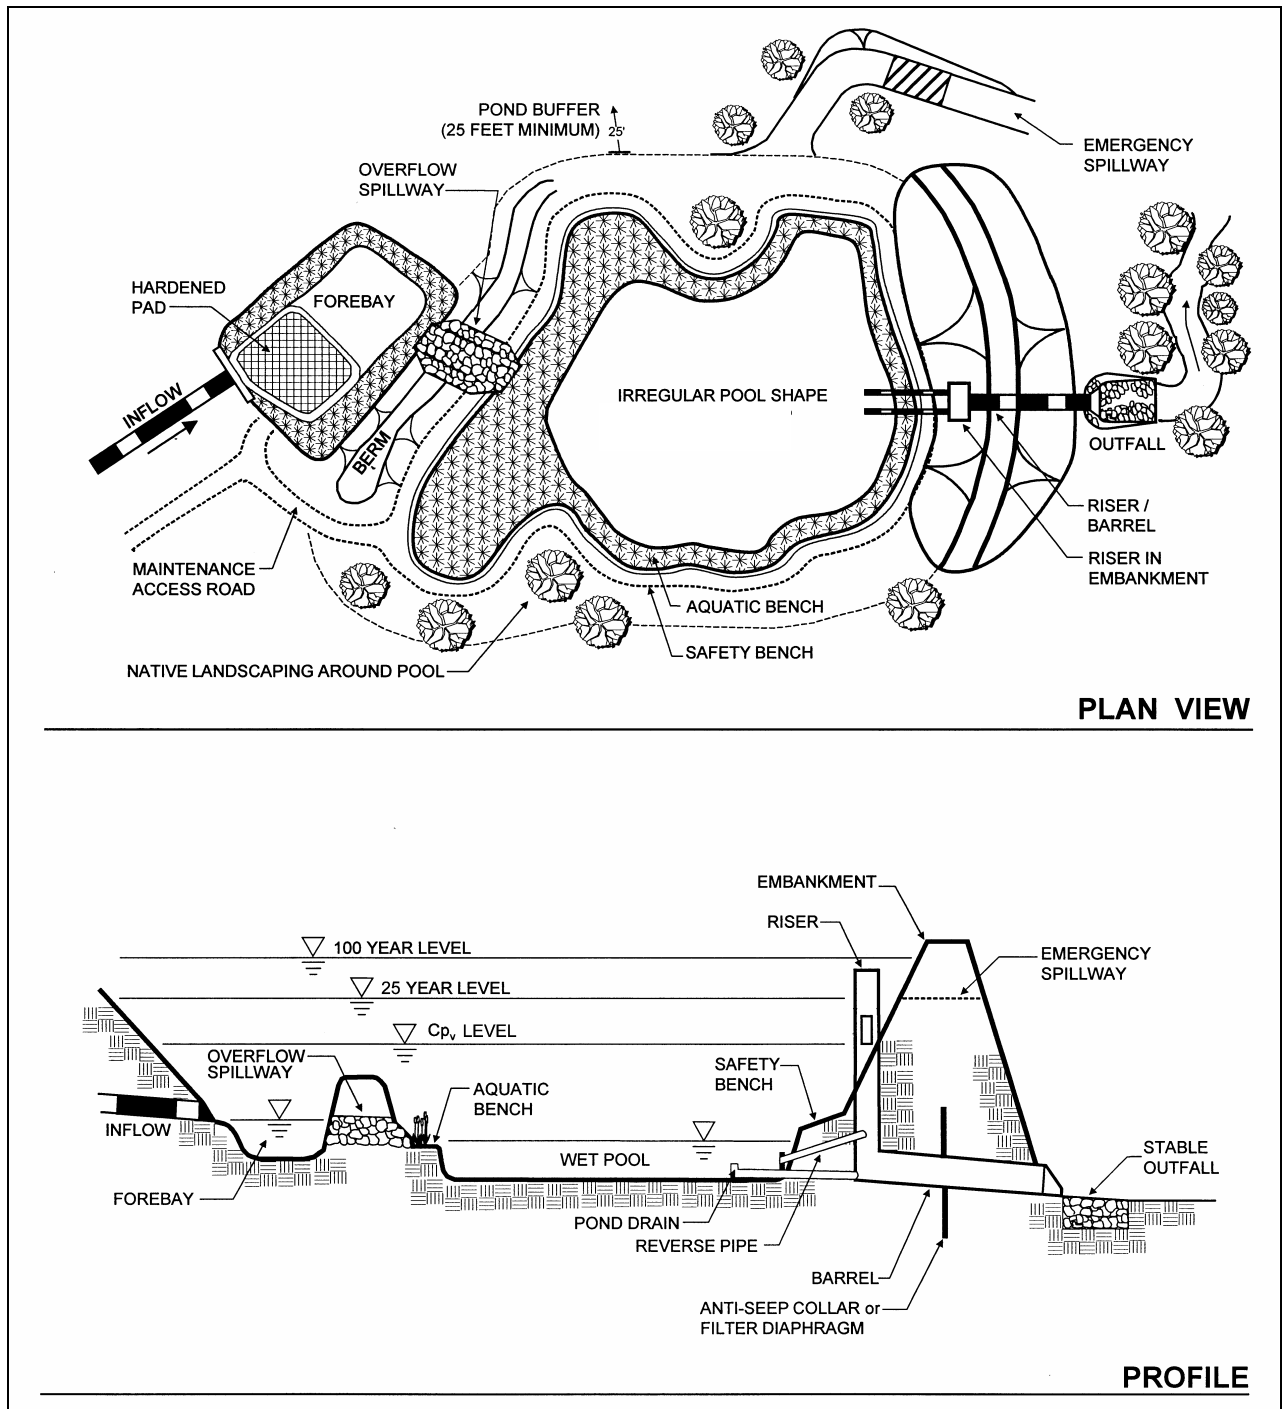 POND BUFFER
(25 FEET MINIMUM)
25'
EMERGENCY
SPILLWAY
OVERFLOW
SPILLWAY
HARDENED
PAD
FOREBAY
INFLOW
IRREGULAR POOL SHAPE
BERM
OUTFALL
RISER /
BARREL
RISER IN
EMBANKMENT
MAINTENANCE
ACCESS ROAD
AQUATIC BENCH
SAFETY BENCH
NATIVE LANDSCAPING AROUND POOL
PLAN VIEW
EMBANKMENT
RISER
100 YEAR LEVEL
EMERGENCY
SPILLWAY
25 YEAR LEVEL
Cpv LEVEL
OVERFLOW
SPILLWAY
SAFETY
BENCH
AQUATIC
BENCH
INFLOW
STABLE
OUTFALL
WET POOL
FOREBAY
POND DRAIN
REVERSE PIPE
BARREL
ANTI-SEEP COLLAR or
FILTER DIAPHRAGM
PROFILE